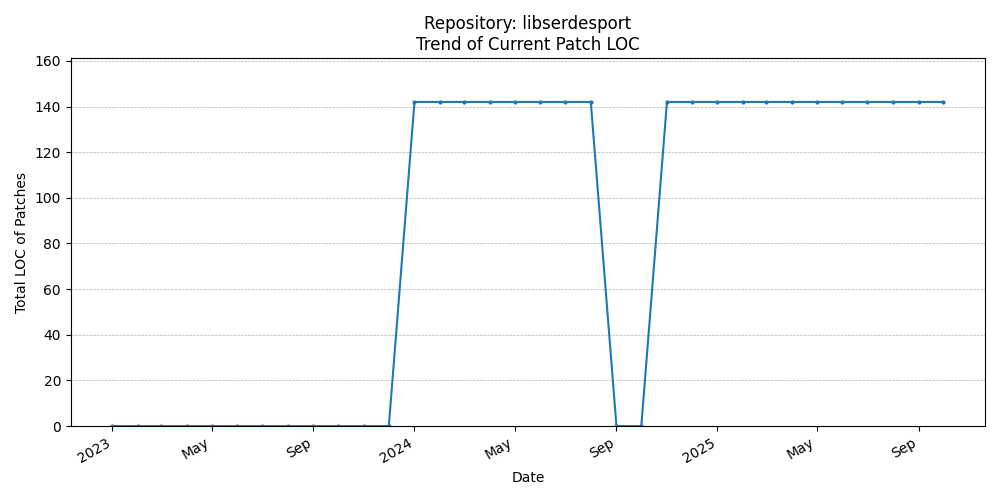 Repository: libserdesport
Trend of Current Patch LOC
Total LOC of Patches
160
140
120
100
80
60
40
20
0
2023
May
Sep
2024
May
Sep
2025
May
Sep
Date